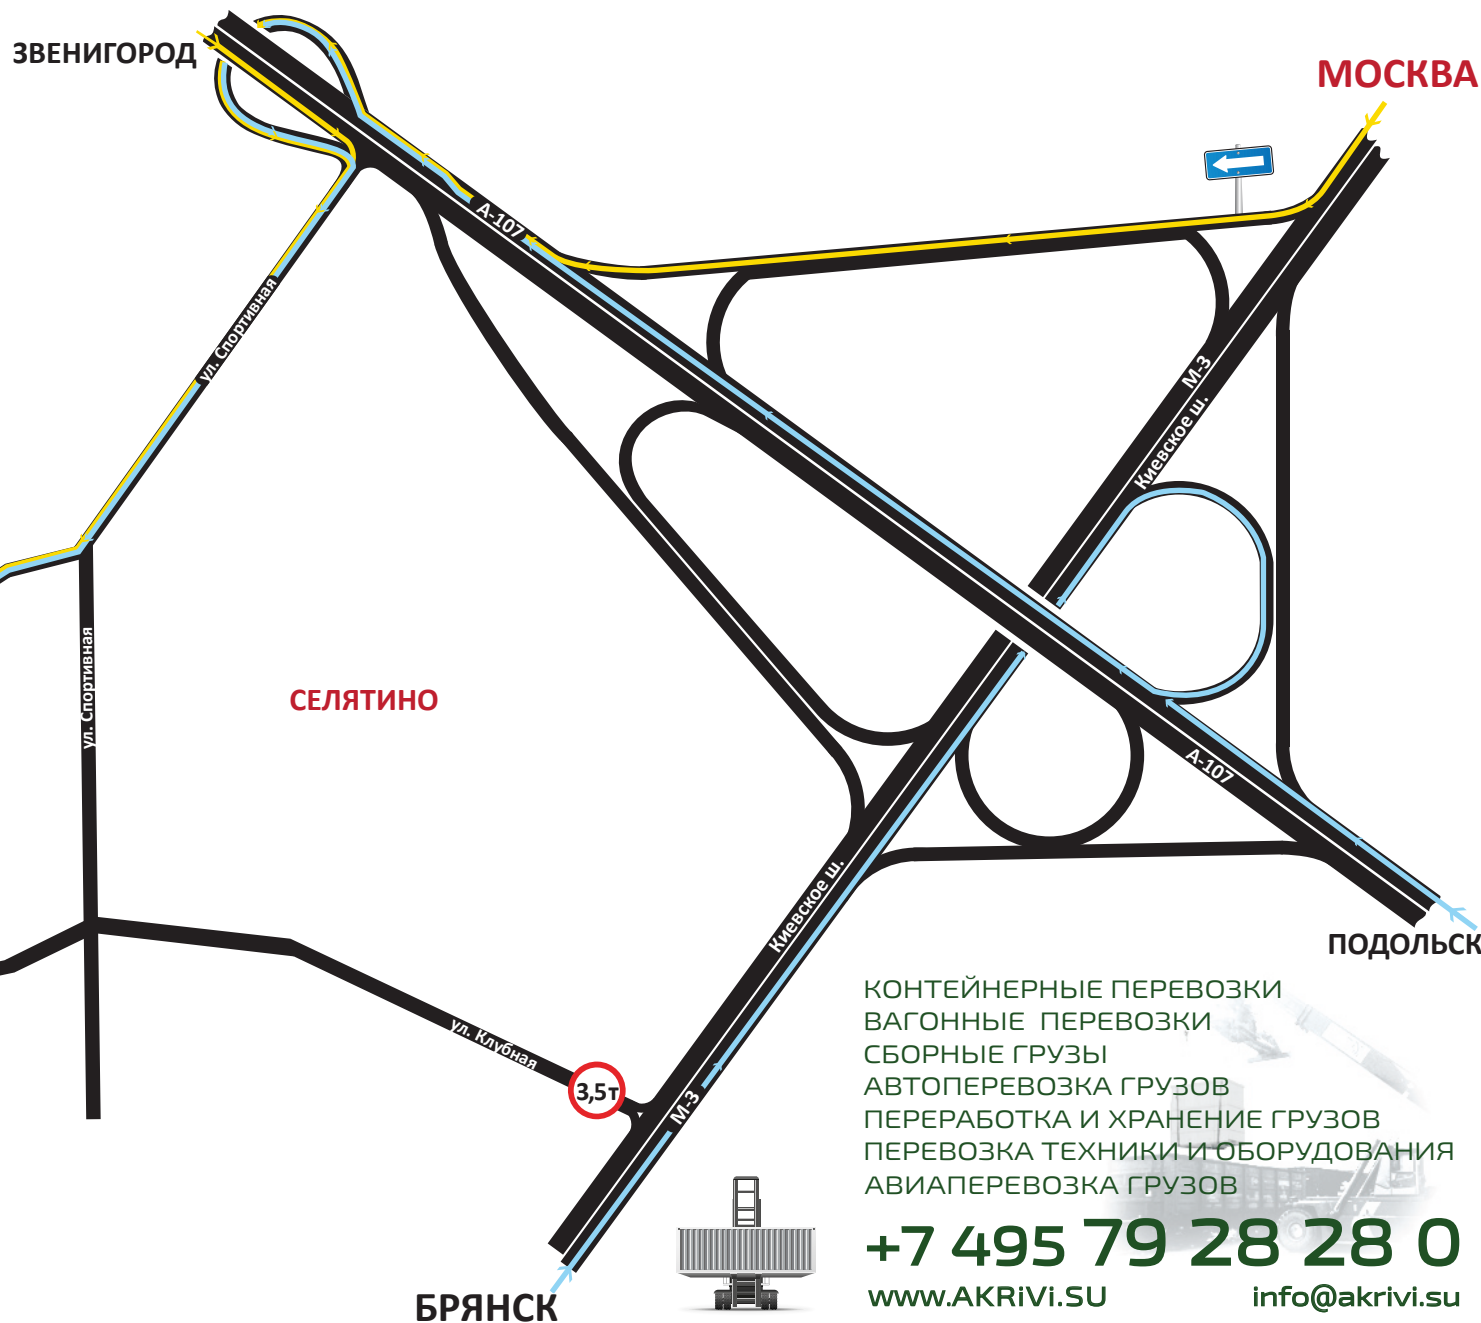 ЗВЕНИГОРОД
МОСКВА
А-107
ул. Спортивная
М-3
Киевское ш.
ул. Спортивная
СЕЛЯТИНО
А-107
Киевское ш.
ПОДОЛЬСК
ул. Клубная
3,5т
М-3
БРЯНСК
КОНТЕЙНЕРНЫЕ ПЕРЕВОЗКИ
ВАГОННЫЕ ПЕРЕВОЗКИ
СБОРНЫЕ ГРУЗЫ
АВТОПЕРЕВОЗКА ГРУЗОВ
ПЕРЕРАБОТКА И ХРАНЕНИЕ ГРУЗОВ
ПЕРЕВОЗКА ТЕХНИКИ И ОБОРУДОВАНИЯ
АВИАПЕРЕВОЗКА ГРУЗОВ
+7 495 79 28 28 0
www.AKRiVi.SU info@akrivi.su